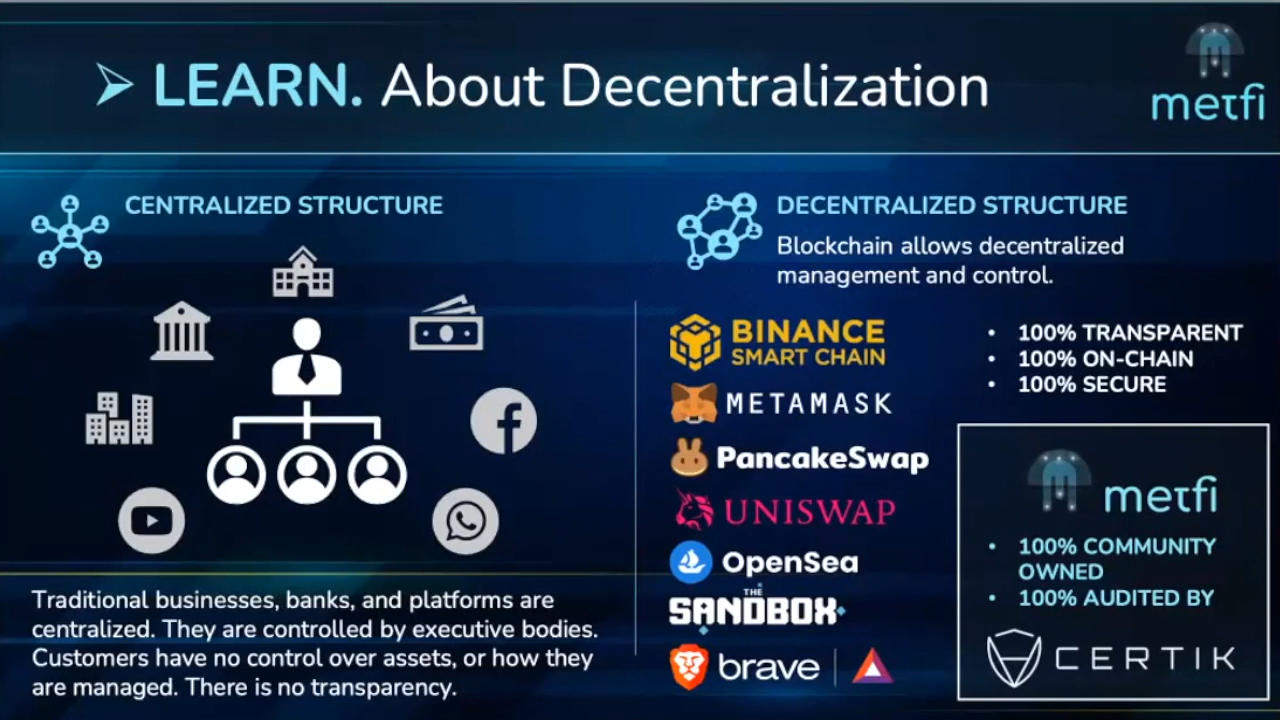 ➢ LEARN. About Decentralization
metfi
CENTRALIZED STRUCTURE
Traditional businesses, banks, and platforms are
centralized. They are controlled by executive bodies.
Customers have no control over assets, or how they
are managed. There is no transparency.
DECENTRALIZED STRUCTURE
Blockchain allows decentralized
management and control.
BINANCE
SMART CHAIN
METAMASK
PancakeSwap
UNISWAP
OpenSea
THE
SANDBOX
brave
• 100% TRANSPARENT
• 100% ON-CHAIN
• 100% SECURE
metfi
• 100% COMMUNITY
OWNED
• 100% AUDITED BY
CERTIK